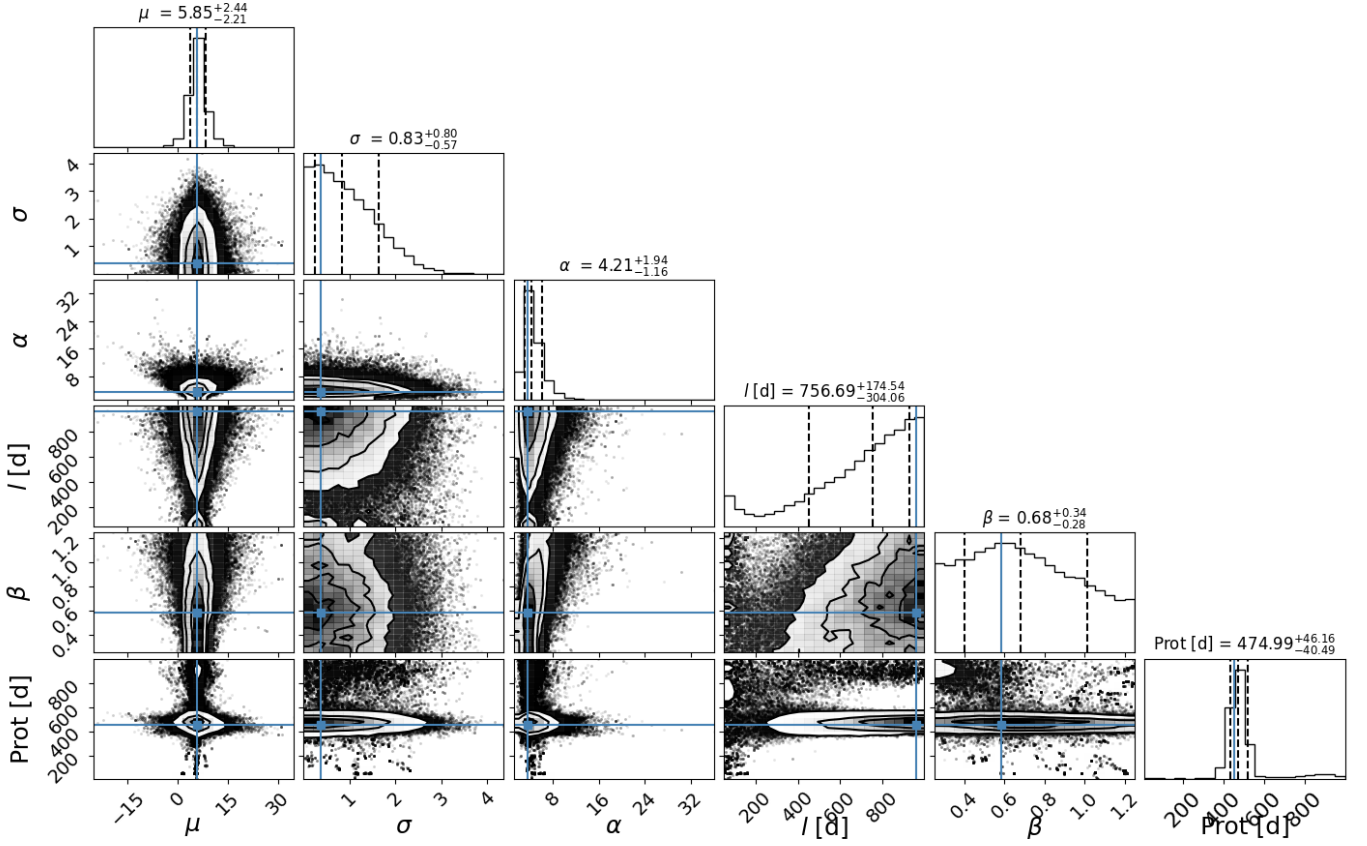 μ = 5.85+2.44−2.21
σ = 0.83+0.80−0.57
4
3
2
1
σ
α = 4.21+1.94−1.16
32
24
16
8
α
l [d] = 756.69+174.54−304.06
800
600
400
200
l [d]
β = 0.68+0.34−0.28
1.2
1.0
0.8
0.6
0.4
β
Prot [d] = 474.99+46.16−40.49
800
600
400
200
Prot [d]
−15 0 15 30
1 2 3 4
8 16 24 32
200 400 600 800
0.4 0.6 0.8 1.0 1.2
200 400 600 800
μ σ α l [d] β Prot [d]